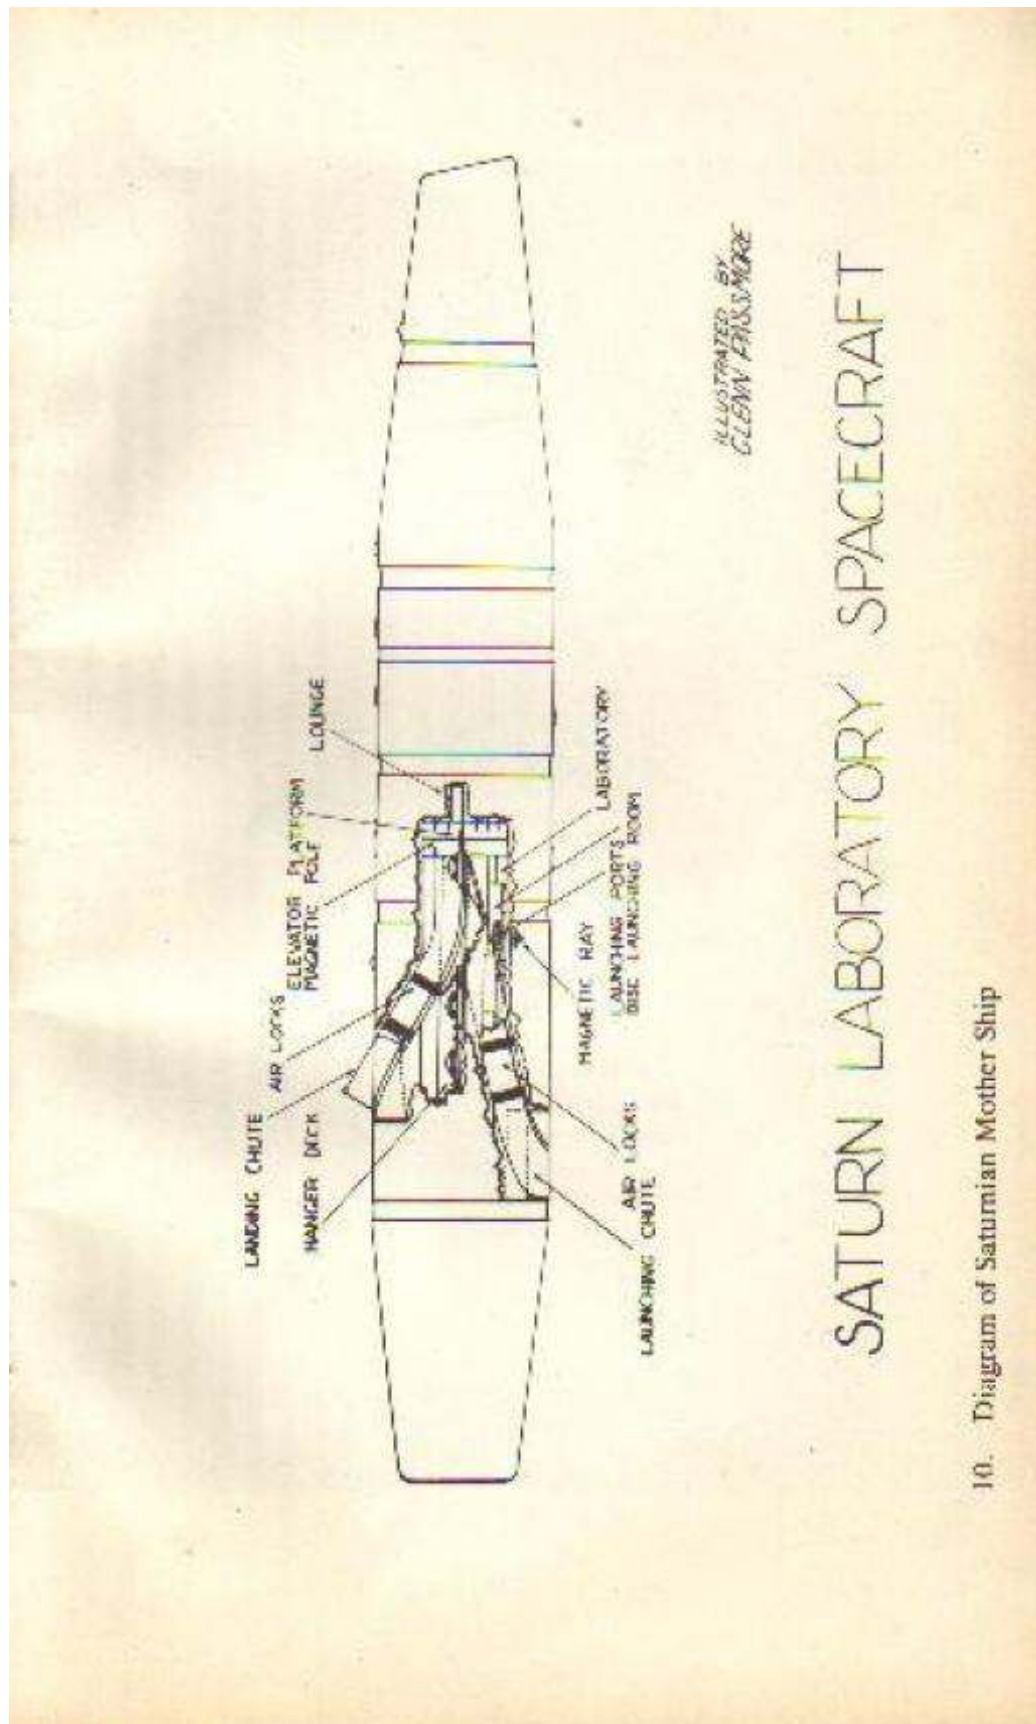 LANDING CHUTE
AIR LOCKS
ELEVATOR PLATFORM
MAGNETIC POLE
LOUNGE
HANGER DECK
LAUNCHING CHUTE
AIR LOCKS
MAGNETIC RAY
LAUNCHING PORTS
DISC LAUNCHING ROOM
LABORATORY
ILLUSTRATED BY
GLENN PASSMORE
SATURN LABORATORY SPACECRAFT
10. Diagram of Saturnian Mother Ship